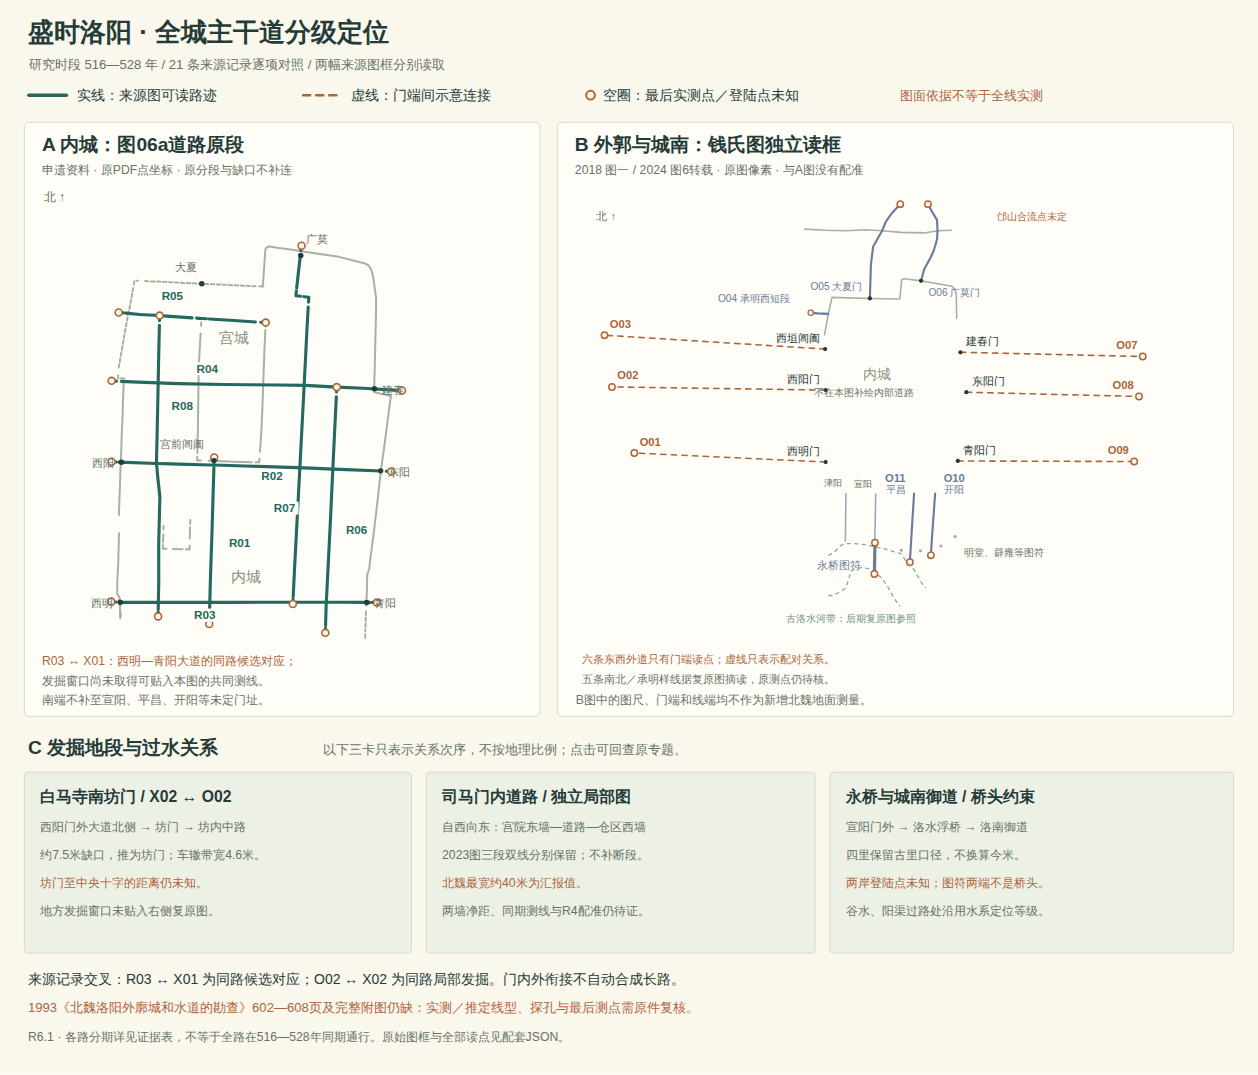 盛时洛阳 · 全城主干道分级定位
研究时段 516—528 年 / 21 条来源记录逐项对照 / 两幅来源图框分别读取
实线：来源图可读路迹
虚线：门端间示意连接
空圈：最后实测点／登陆点未知
图面依据不等于全线实测
A 内城：图06a道路原段
申遗资料 · 原PDF点坐标 · 原分段与缺口不补连
北 ↑
广莫
大夏
R05
宫城
R04
建春
R08
宫前阊阖
西阳
东阳
R02
R07
R06
R01
内城
西明
青阳
R03
R03 ↔ X01：西明—青阳大道的同路候选对应；
发掘窗口尚未取得可贴入本图的共同测线。
南端不补至宣阳、平昌、开阳等未定门址。
B 外郭与城南：钱氏图独立读框
2018 图一 / 2024 图6转载 · 原图像素 · 与A图没有配准
北 ↑
邙山合流点未定
O05 大夏门
O06 广莫门
O04 承明西短段
O03
西垣阊阖
建春门
O07
O02
西阳门
内城
东阳门
O08
不在本图补绘内部道路
O01
西明门
青阳门
O09
津阳
宣阳
O11
平昌
O10
开阳
明堂、辟雍等图符
永桥图符
古洛水河带：后期复原图参照
六条东西外道只有门端读点；虚线只表示配对关系。
五条南北／承明样线据复原图摘读，原测点仍待核。
B图中的图尺、门端和线端均不作为新增北魏地面测量。
C 发掘地段与过水关系
以下三卡只表示关系次序，不按地理比例；点击可回查原专题。
白马寺南坊门 / X02 ↔ O02
西阳门外大道北侧 → 坊门 → 坊内中路
约7.5米缺口，推为坊门；车辙带宽4.6米。
坊门至中央十字的距离仍未知。
地方发掘窗口未贴入右侧复原图。
司马门内道路 / 独立局部图
自西向东：宫院东墙—道路—仓区西墙
2023图三段双线分别保留；不补断段。
北魏最宽约40米为汇报值。
两墙净距、同期测线与R4配准仍待证。
永桥与城南御道 / 桥头约束
宣阳门外 → 洛水浮桥 → 洛南御道
四里保留古里口径，不换算今米。
两岸登陆点未知；图符两端不是桥头。
谷水、阳渠过路处沿用水系定位等级。
来源记录交叉：R03 ↔ X01 为同路候选对应；O02 ↔ X02 为同路局部发掘。门内外衔接不自动合成长路。
1993《北魏洛阳外廓城和水道的勘查》602—608页及完整附图仍缺：实测／推定线型、探孔与最后测点需原件复核。
R6.1 · 各路分期详见证据表，不等于全路在516—528年同期通行。原始图框与全部读点见配套JSON。